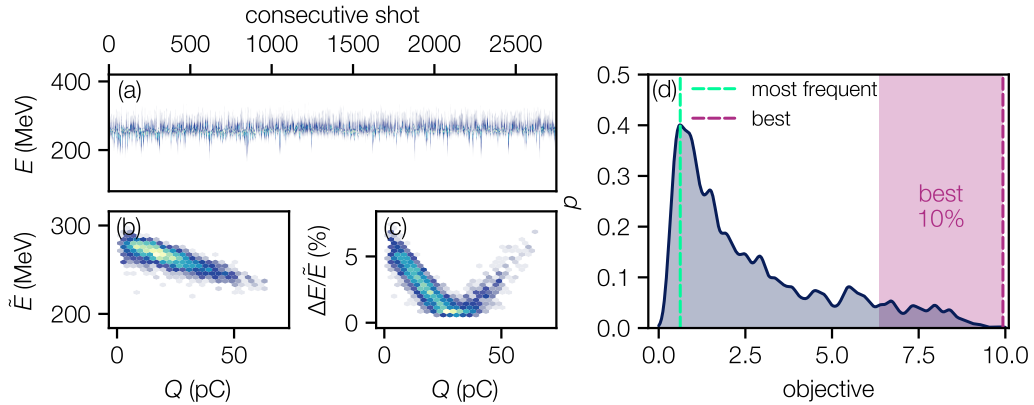 consecutive shot
0 500 1000 1500 2000 2500
(a)
E (MeV)
400
200
(b)
Ẽ (MeV)
300
200
0 50
Q (pC)
(c)
ΔE/Ẽ (%)
5
0
0 50
Q (pC)
(d)
most frequent
best
best
10%
p
0.5
0.4
0.3
0.2
0.1
0.0
0.0 2.5 5.0 7.5 10.0
objective